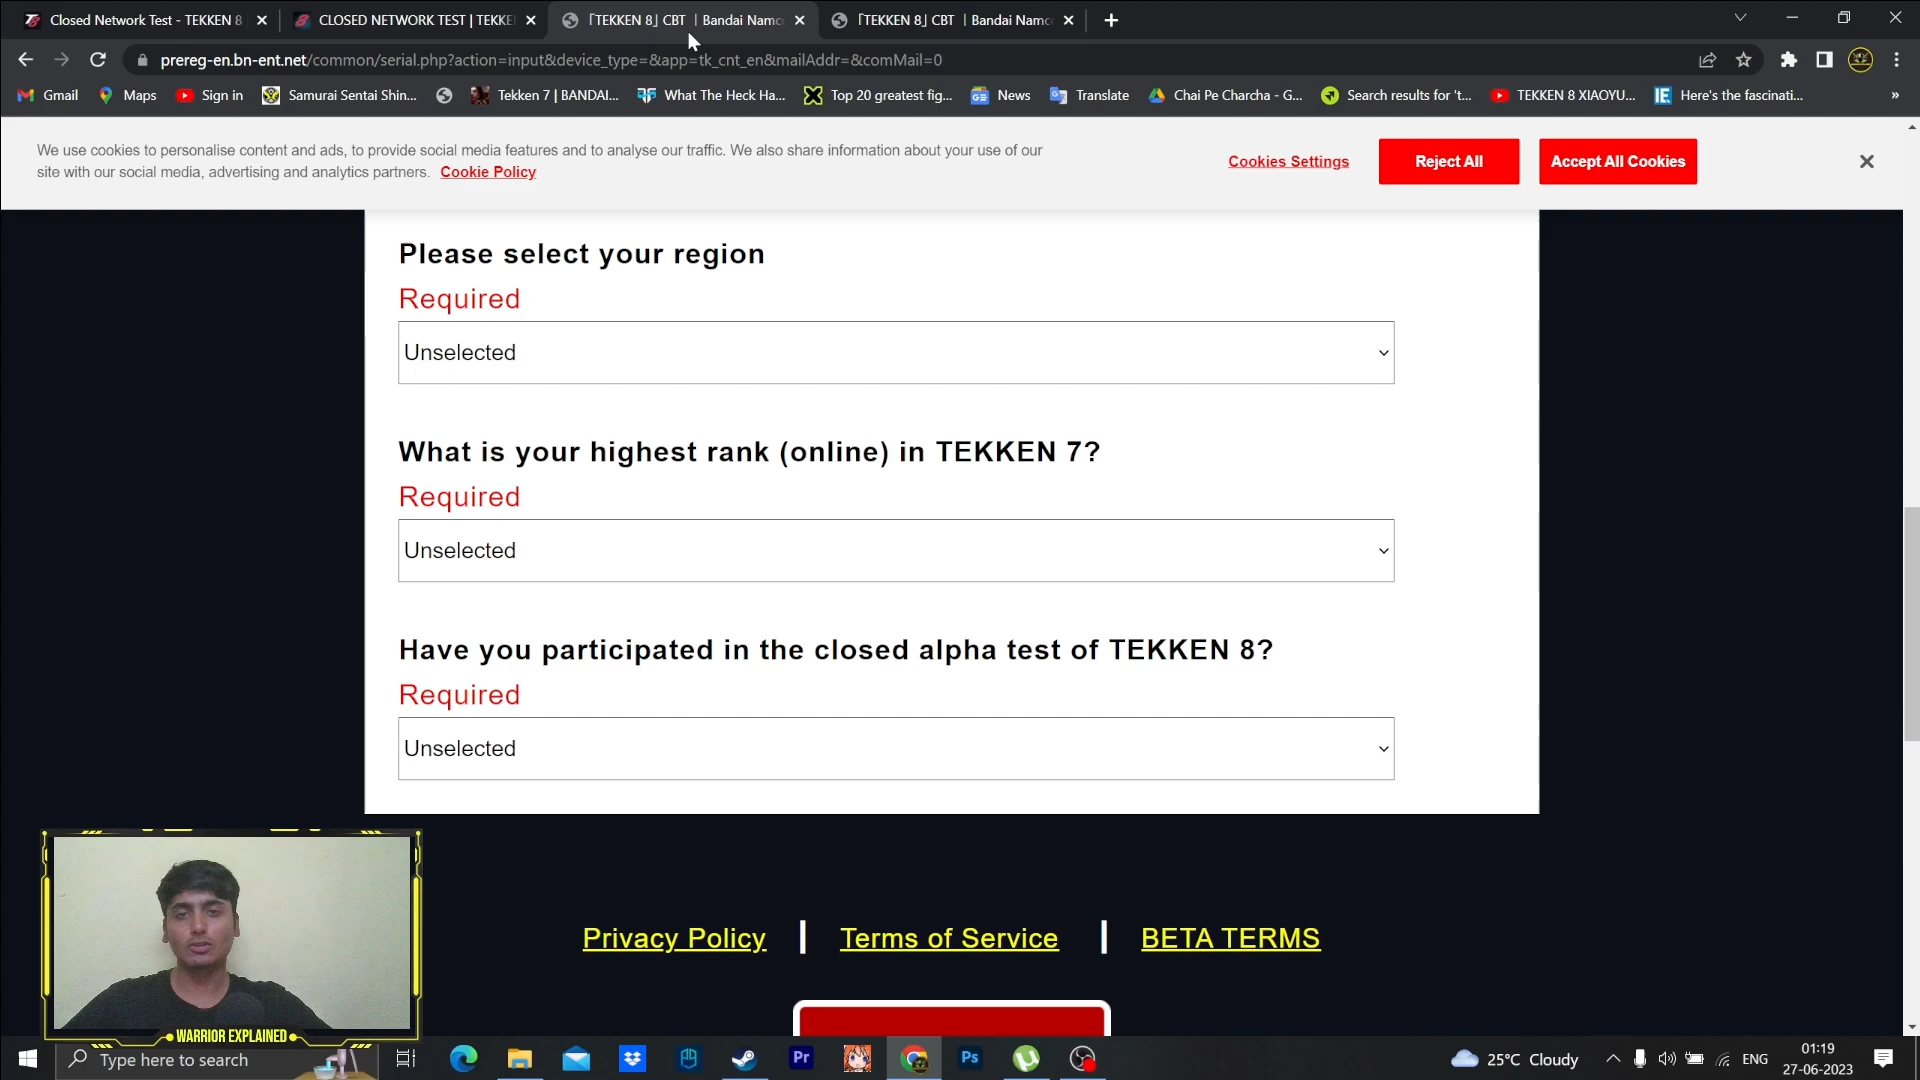 Closed Network Test - TEKKEN 8
CLOSED NETWORK TEST | TEKKE
「TEKKEN 8」 CBT | Bandai Namc
「TEKKEN 8」 CBT | Bandai Namc
prereg-en.bn-ent.net/common/serial.php?action=input&device_type=&app=tk_cnt_en&mailAddr=&comMail=0
Gmail
Maps
Sign in
Samurai Sentai Shin...
Tekken 7 | BANDAI...
What The Heck Ha...
Top 20 greatest fig...
News
Translate
Chai Pe Charcha - G...
Search results for 't...
TEKKEN 8 XIAOYU...
Here's the fascinati...
»
We use cookies to personalise content and ads, to provide social media features and to analyse our traffic. We also share information about your use of our
site with our social media, advertising and analytics partners. Cookie Policy
Cookies Settings
Reject All
Accept All Cookies
Please select your region
Required
Unselected
What is your highest rank (online) in TEKKEN 7?
Required
Unselected
Have you participated in the closed alpha test of TEKKEN 8?
Required
Unselected
Privacy Policy | Terms of Service | BETA TERMS
WARRIOR EXPLAINED
Type here to search
Pr
Ps
25°C Cloudy
ENG
01:19
27-06-2023